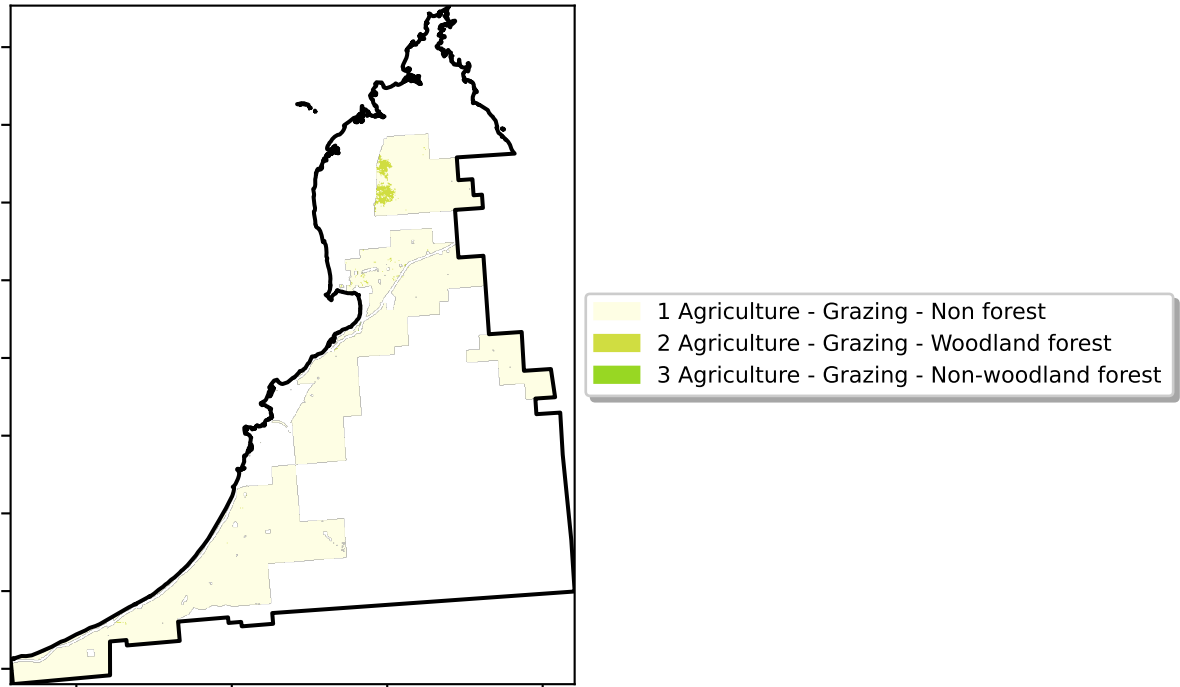 1 Agriculture - Grazing - Non forest
2 Agriculture - Grazing - Woodland forest
3 Agriculture - Grazing - Non-woodland forest